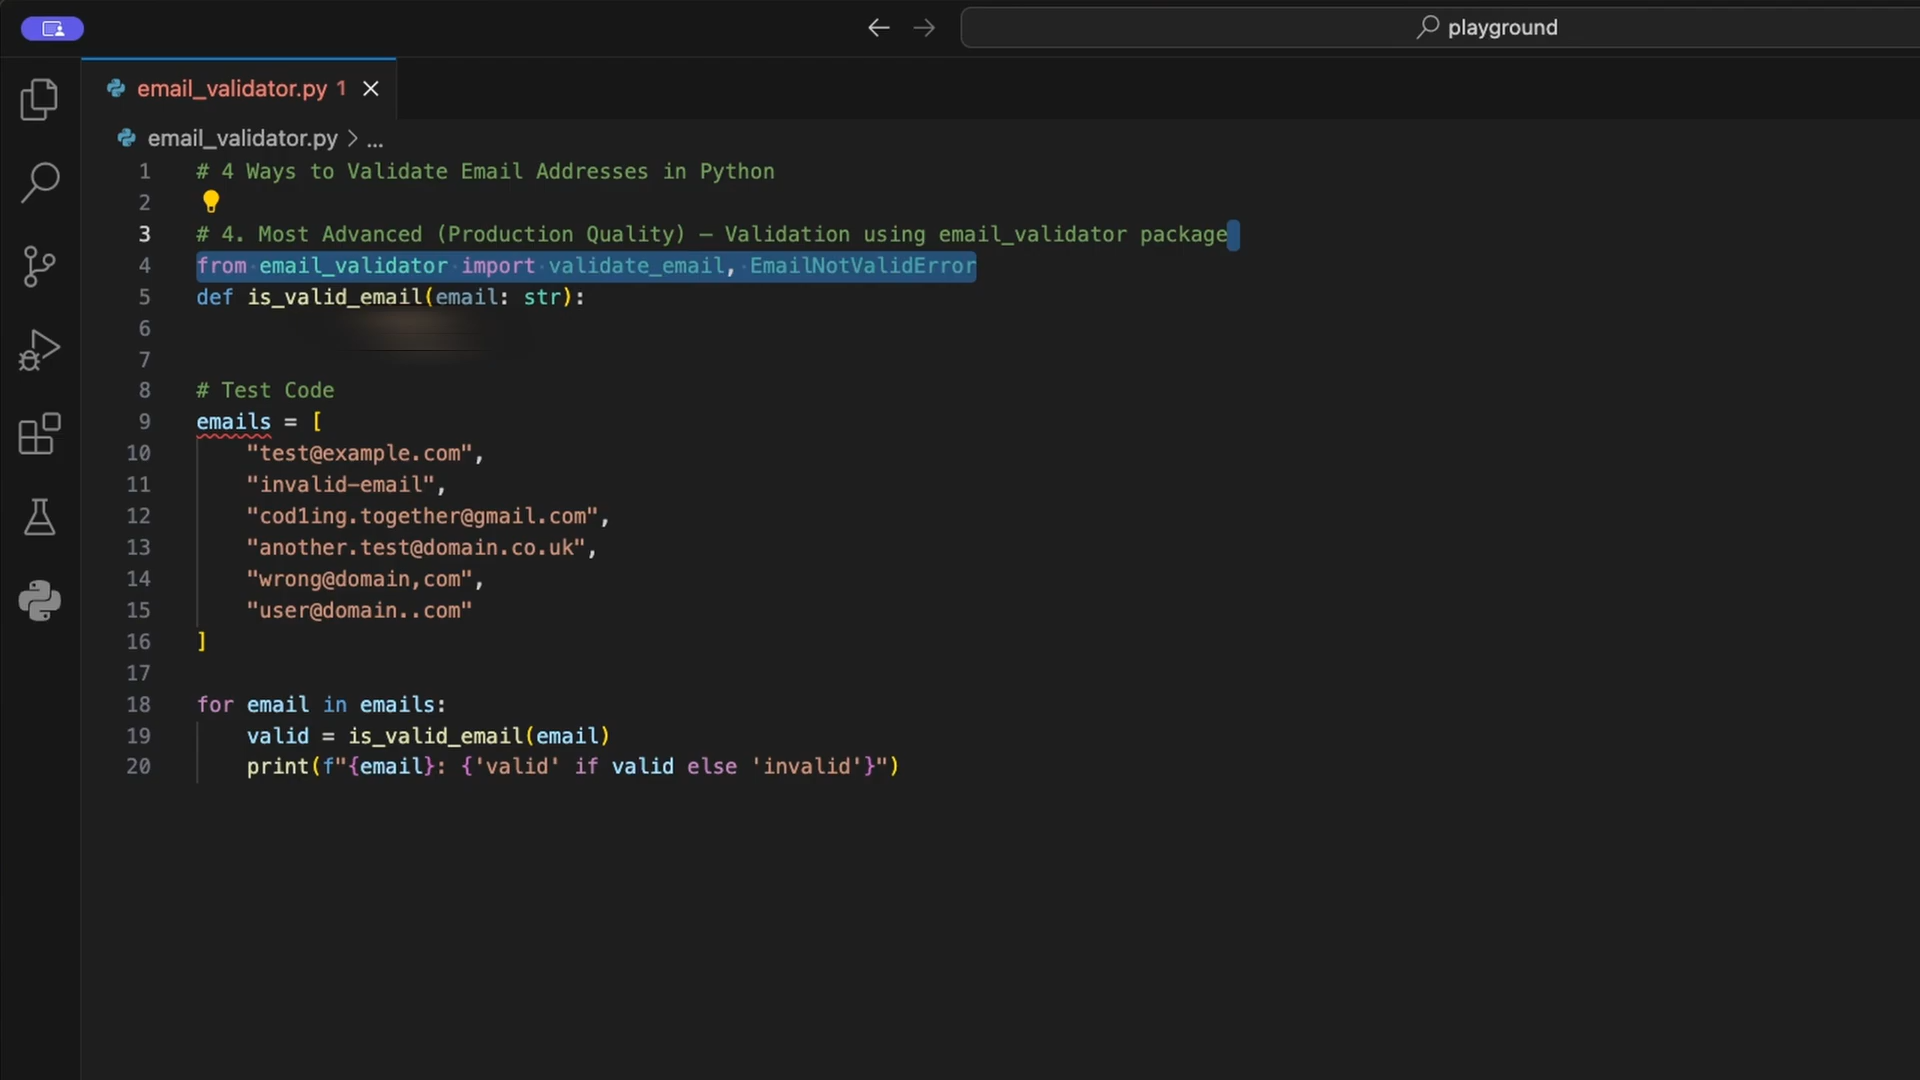 playground
email_validator.py 1
email_validator.py > ...
1 # 4 Ways to Validate Email Addresses in Python
2
3 # 4. Most Advanced (Production Quality) – Validation using email_validator package
4 from email_validator import validate_email, EmailNotValidError
5 def is_valid_email(email: str):
6
7
8 # Test Code
9 emails = [
10 "test@example.com",
11 "invalid-email",
12 "cod1ing.together@gmail.com",
13 "another.test@domain.co.uk",
14 "wrong@domain,com",
15 "user@domain..com"
16 ]
17
18 for email in emails:
19 valid = is_valid_email(email)
20 print(f"{email}: {'valid' if valid else 'invalid'}")